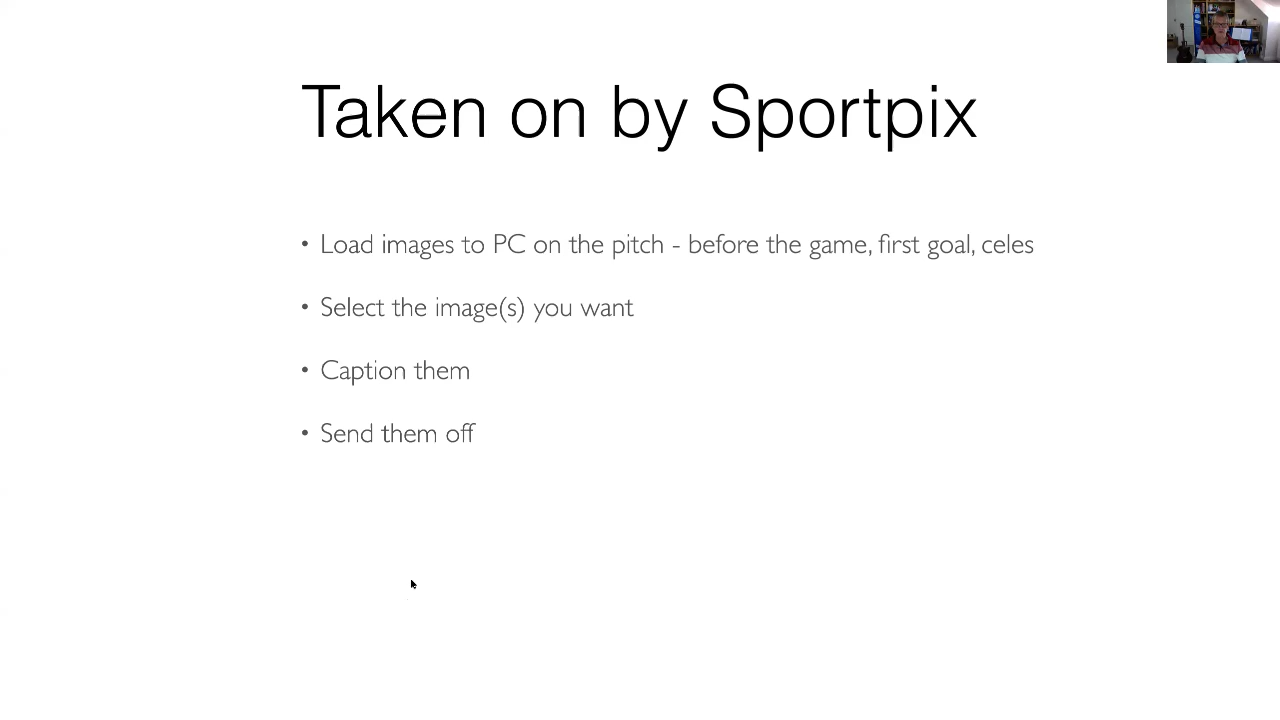 Taken on by Sportpix
• Load images to PC on the pitch - before the game, first goal, celes
• Select the image(s) you want
• Caption them
• Send them off